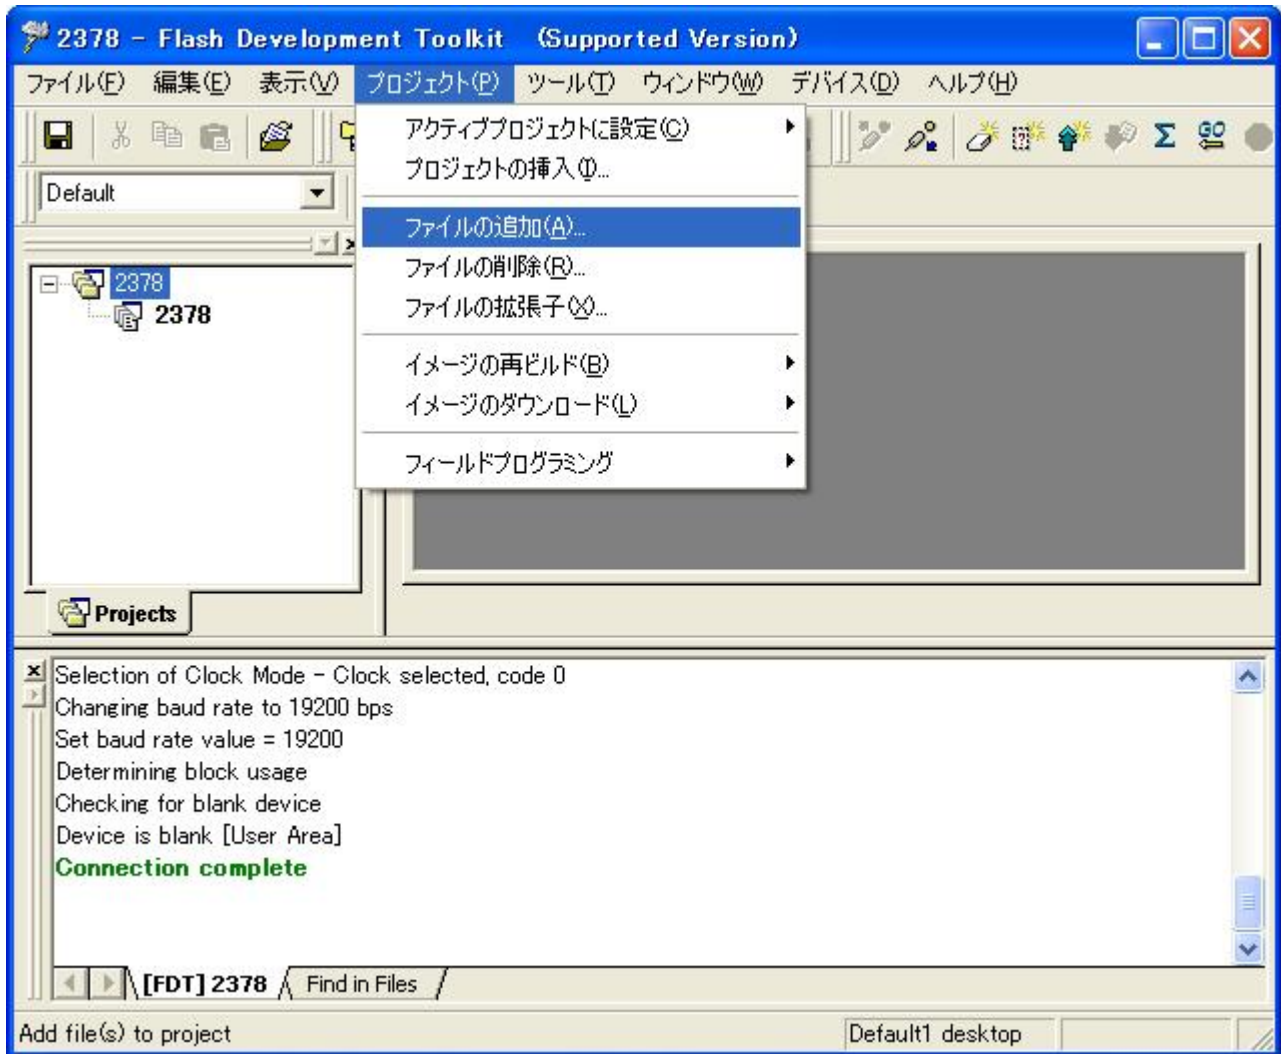 2378 - Flash Development Toolkit (Supported Version)
ファイル(F) 編集(E) 表示(V) プロジェクト(P) ツール(T) ウィンドウ(W) デバイス(D) ヘルプ(H)
アクティブプロジェクトに設定(C)
プロジェクトの挿入(I)...
ファイルの追加(A)...
ファイルの削除(R)...
ファイルの拡張子(X)...
イメージの再ビルド(B)
イメージのダウンロード(L)
フィールドプログラミング
GO
Default
2378
2378
Projects
Selection of Clock Mode - Clock selected, code 0
Changing baud rate to 19200 bps
Set baud rate value = 19200
Determining block usage
Checking for blank device
Device is blank [User Area]
Connection complete
[FDT] 2378 Find in Files
Add file(s) to project Default1 desktop